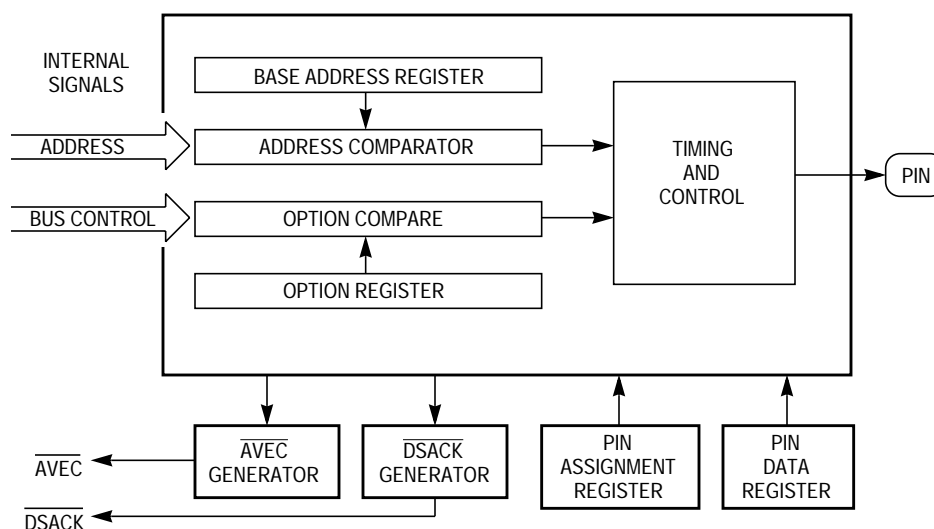 INTERNAL
SIGNALS
BASE ADDRESS REGISTER
ADDRESS
ADDRESS COMPARATOR
TIMING
AND
CONTROL
PIN
BUS CONTROL
OPTION COMPARE
OPTION REGISTER
AVEC
GENERATOR
DSACK
GENERATOR
PIN
ASSIGNMENT
REGISTER
PIN
DATA
REGISTER
AVEC
DSACK